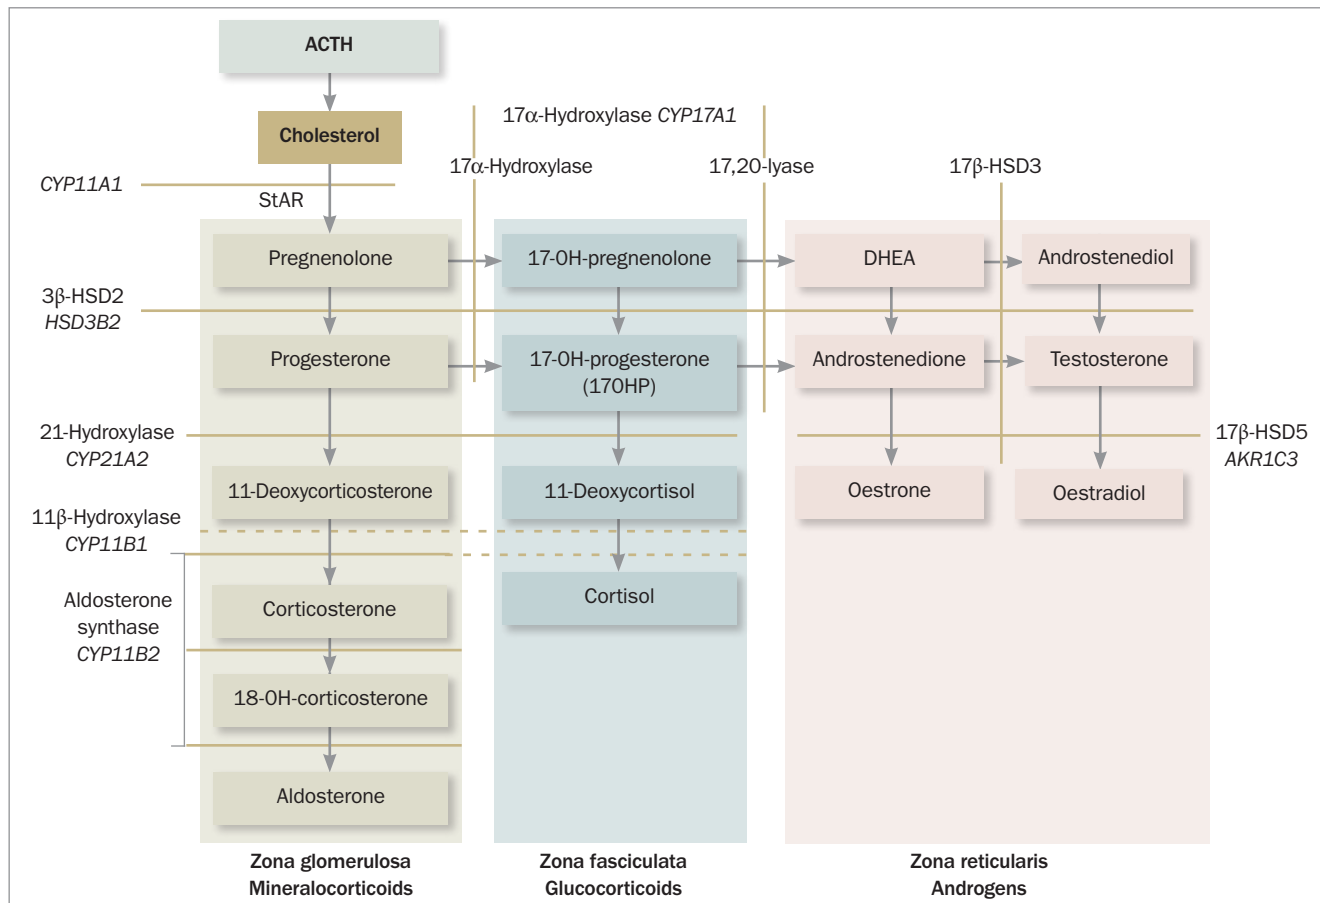 ACTH
Cholesterol
17α-Hydroxylase CYP17A1
17α-Hydroxylase
17,20-lyase
17β-HSD3
CYP11A1
StAR
Pregnenolone
17-OH-pregnenolone
DHEA
Androstenediol
3β-HSD2
HSD3B2
Progesterone
17-OH-progesterone
(17OHP)
Androstenedione
Testosterone
21-Hydroxylase
CYP21A2
17β-HSD5
AKR1C3
11-Deoxycorticosterone
11-Deoxycortisol
Oestrone
Oestradiol
11β-Hydroxylase
CYP11B1
Aldosterone
synthase
CYP11B2
Corticosterone
Cortisol
18-OH-corticosterone
Aldosterone
Zona glomerulosa
Mineralocorticoids
Zona fasciculata
Glucocorticoids
Zona reticularis
Androgens